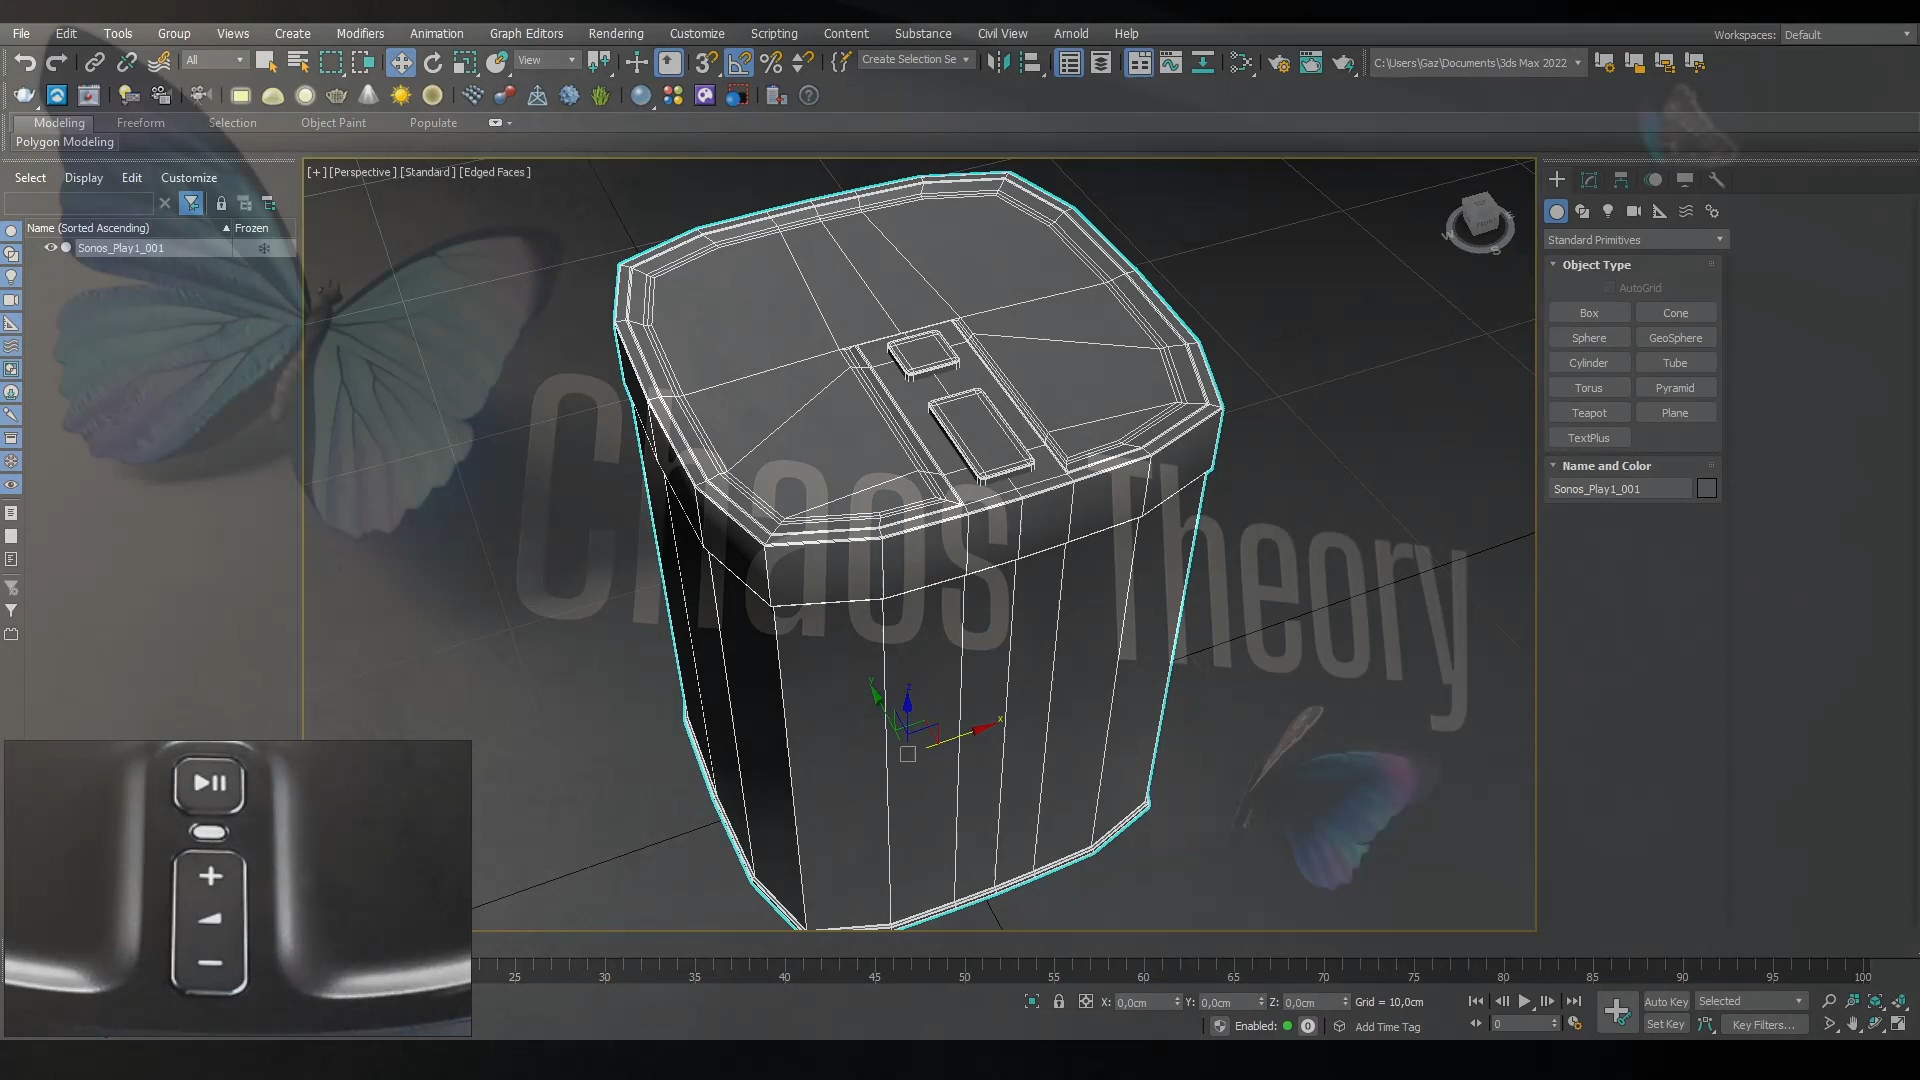 File Edit Tools Group Views Create Modifiers Animation Graph Editors Rendering Customize Scripting Content Substance Civil View Arnold Help
Workspaces: Default
All View Create Selection Se C:\Users\Gaz\Documents\3ds Max 2022
Modeling Freeform Selection Object Paint Populate
Polygon Modeling
Select Display Edit Customize
[+] [Perspective] [Standard] [Edged Faces]
Name (Sorted Ascending) Frozen
Sonos_Play1_001
TOP
FRONT
W
S
Standard Primitives
Object Type
AutoGrid
Box Cone
Sphere GeoSphere
Cylinder Tube
Torus Pyramid
Teapot Plane
TextPlus
Name and Color
Sonos_Play1_001
Chaos Theory
y z x
25 30 35 40 45 50 55 60 65 70 75 80 85 90 95 100
X: 0,0cm Y: 0,0cm Z: 0,0cm Grid = 10,0cm
Auto Key Selected
Enabled: 0 Add Time Tag
0
Set Key Key Filters...